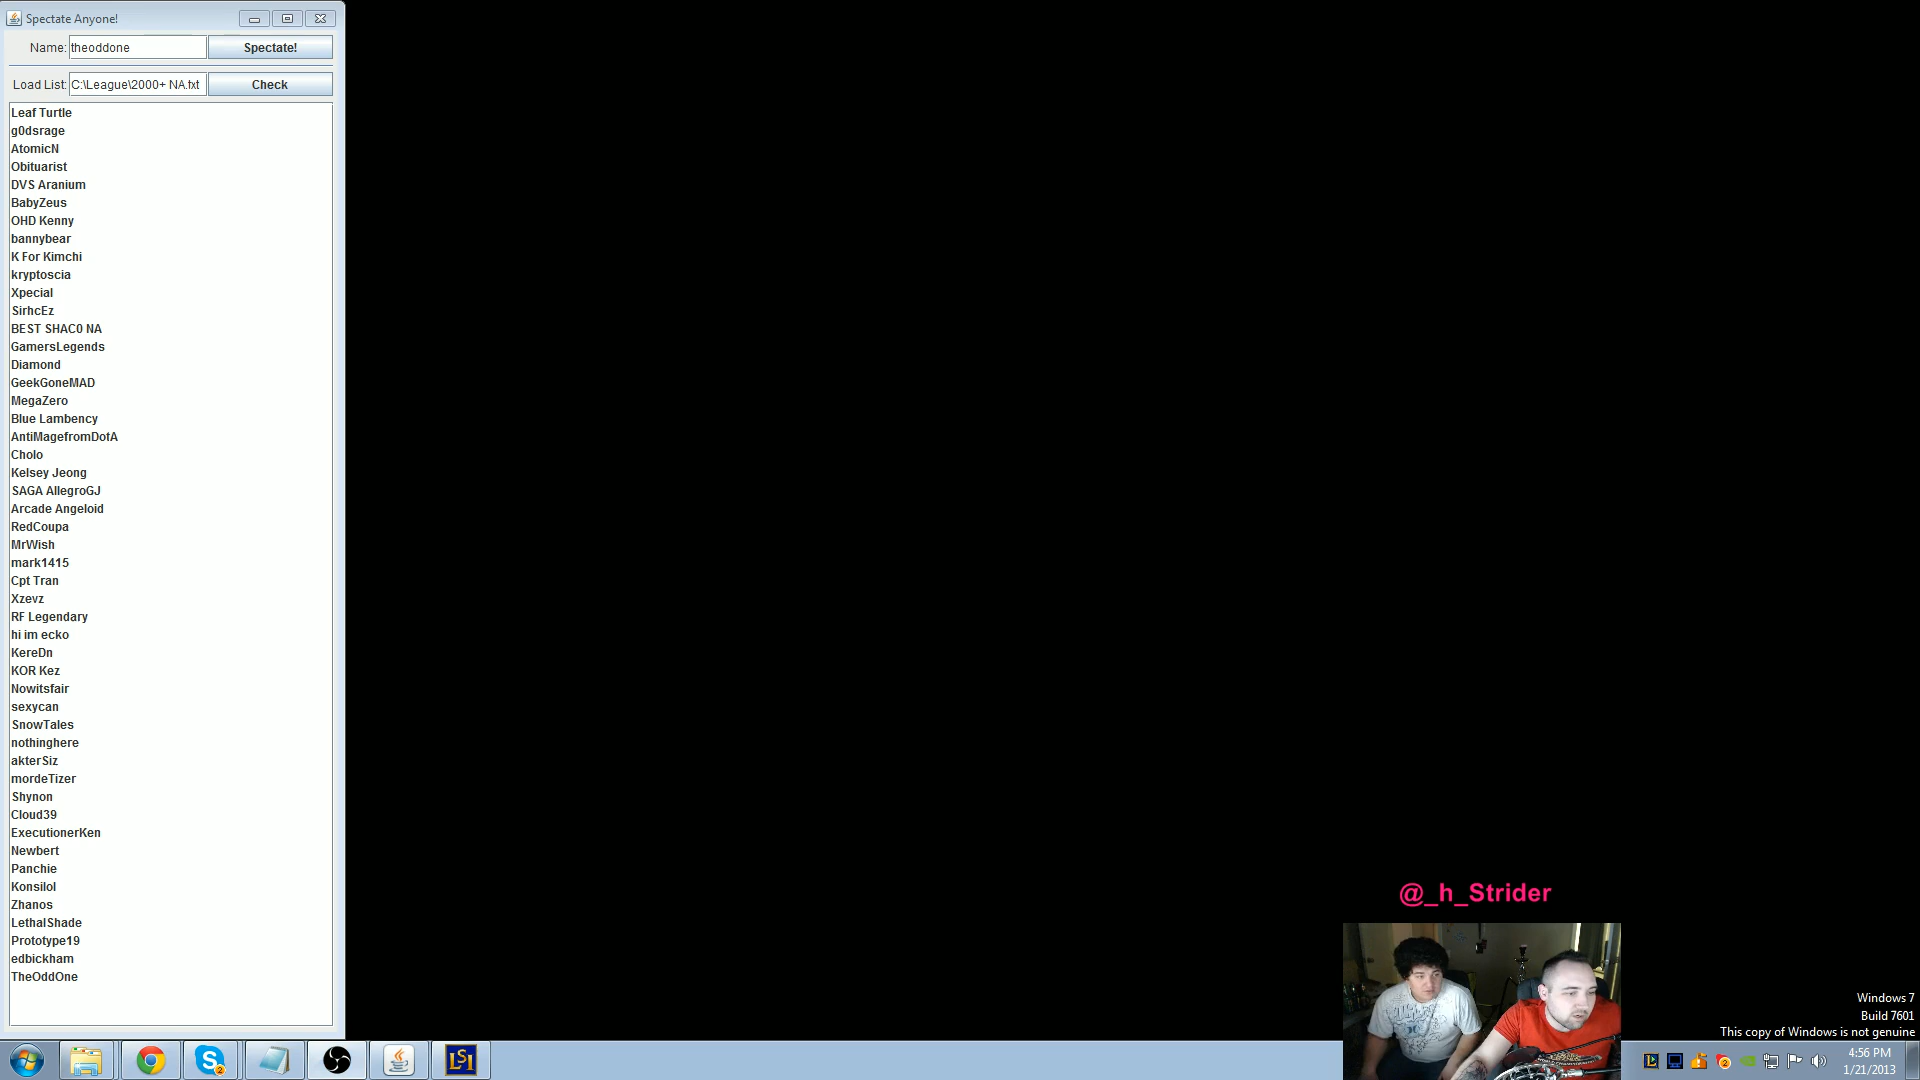 Spectate Anyone!
Name: theoddone Spectate!
Load List: C:\League\2000+ NA.txt Check
Leaf Turtle
g0dsrage
AtomicN
Obituarist
DVS Aranium
BabyZeus
OHD Kenny
bannybear
K For Kimchi
kryptoscia
Xpecial
SirhcEz
BEST SHAC0 NA
GamersLegends
Diamond
GeekGoneMAD
MegaZero
Blue Lambency
AntiMagefromDotA
Cholo
Kelsey Jeong
SAGA AllegroGJ
Arcade Angeloid
RedCoupa
MrWish
mark1415
Cpt Tran
Xzevz
RF Legendary
hi im ecko
KereDn
KOR Kez
Nowitsfair
sexycan
SnowTales
nothinghere
akterSiz
mordeTizer
Shynon
Cloud39
ExecutionerKen
Newbert
Panchie
Konsilol
Zhanos
LethalShade
Prototype19
edbickham
TheOddOne
@_h_Strider
Windows 7
Build 7601
This copy of Windows is not genuine
2
LSI
2
4:56 PM
1/21/2013